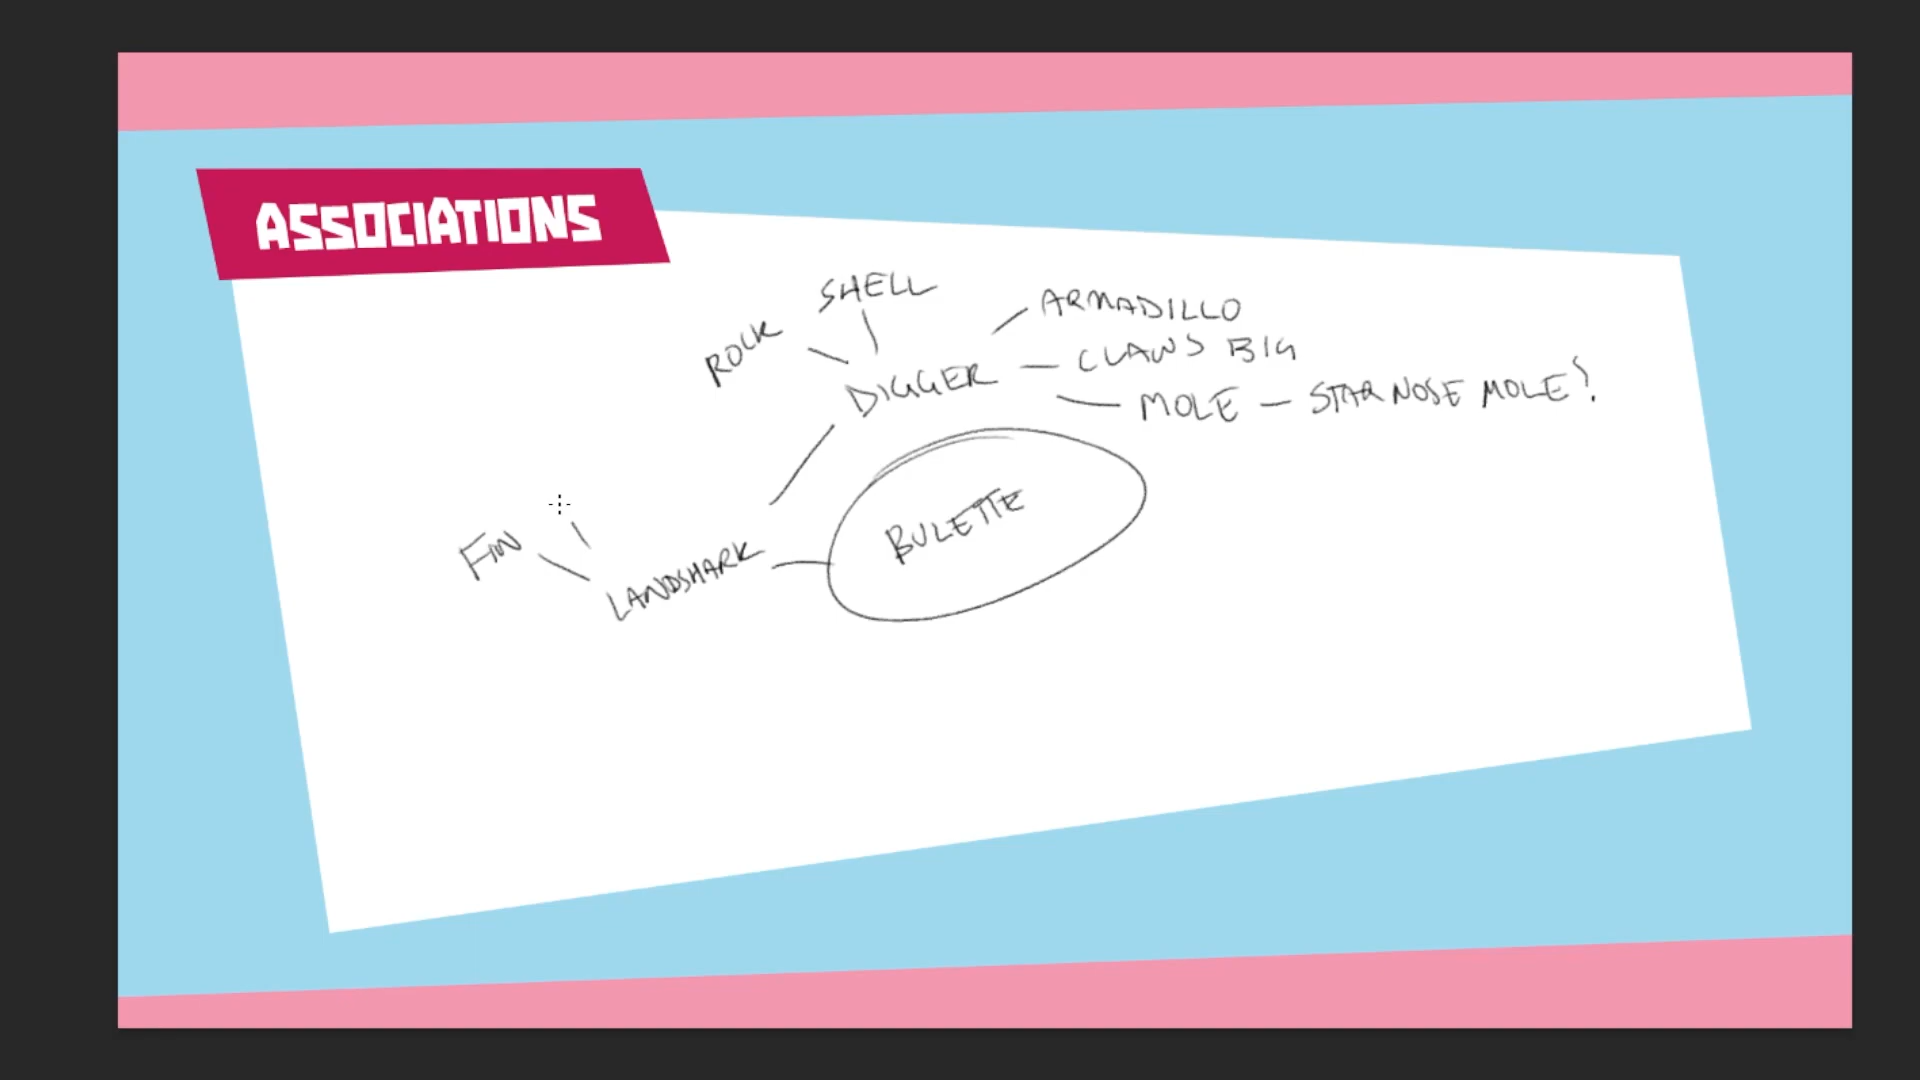 ASSOCIATIONS
SHELL
ROCK
ARMADILLO
CLAWS BIG
DIGGER
MOLE — STAR NOSE MOLE?
BULETTE
FIN
LANDSHARK